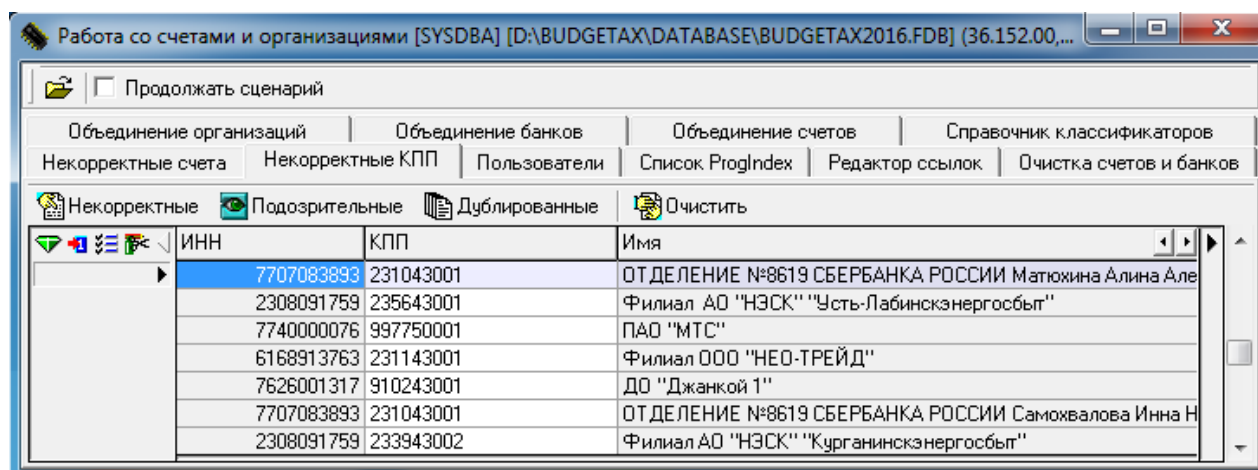 Работа со счетами и организациями [SYSDBA] [D:\BUDGETAX\DATABASE\BUDGETAX2016.FDB] (36.152.00,...
Продолжать сценарий
Объединение организаций Объединение банков Объединение счетов Справочник классификаторов
Некорректные счета Некорректные КПП Пользователи Список ProgIndex Редактор ссылок Очистка счетов и банков
Некорректные Подозрительные Дублированные Очистить
ИНН КПП Имя
7707083893 231043001 ОТДЕЛЕНИЕ №8619 СБЕРБАНКА РОССИИ Матюхина Алина Але
2308091759 235643001 Филиал АО "НЭСК" "Усть-Лабинскэнергосбыт"
7740000076 997750001 ПАО "МТС"
6168913763 231143001 Филиал ООО "НЕО-ТРЕЙД"
7626001317 910243001 ДО "Джанкой 1"
7707083893 231043001 ОТДЕЛЕНИЕ №8619 СБЕРБАНКА РОССИИ Самохвалова Инна Н
2308091759 233943002 Филиал АО "НЭСК" "Курганинскэнергосбыт"